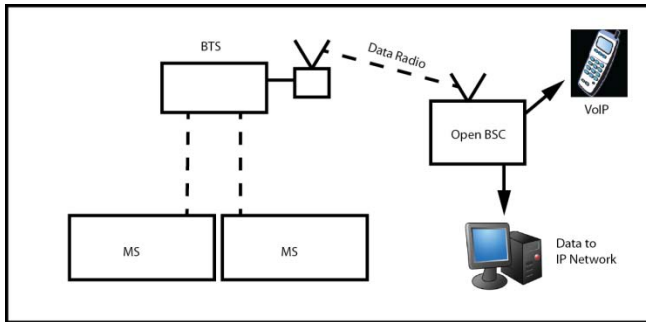 BTS
Data Radio
VoIP
Open BSC
MS
MS
Data to
IP Network